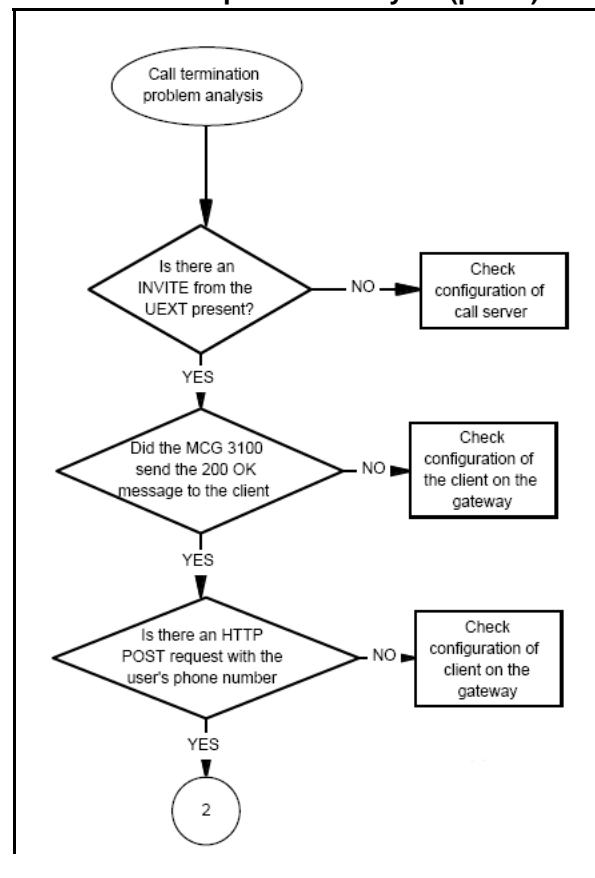 Call termination
problem analysis
Is there an
INVITE from the
UEXT present?
NO
Check
configuration of
call server
YES
Did the MCG 3100
send the 200 OK
message to the client
NO
Check
configuration of
the client on the
gateway
YES
Is there an HTTP
POST request with the
user's phone number
NO
Check
configuration of
client on the
gateway
YES
2